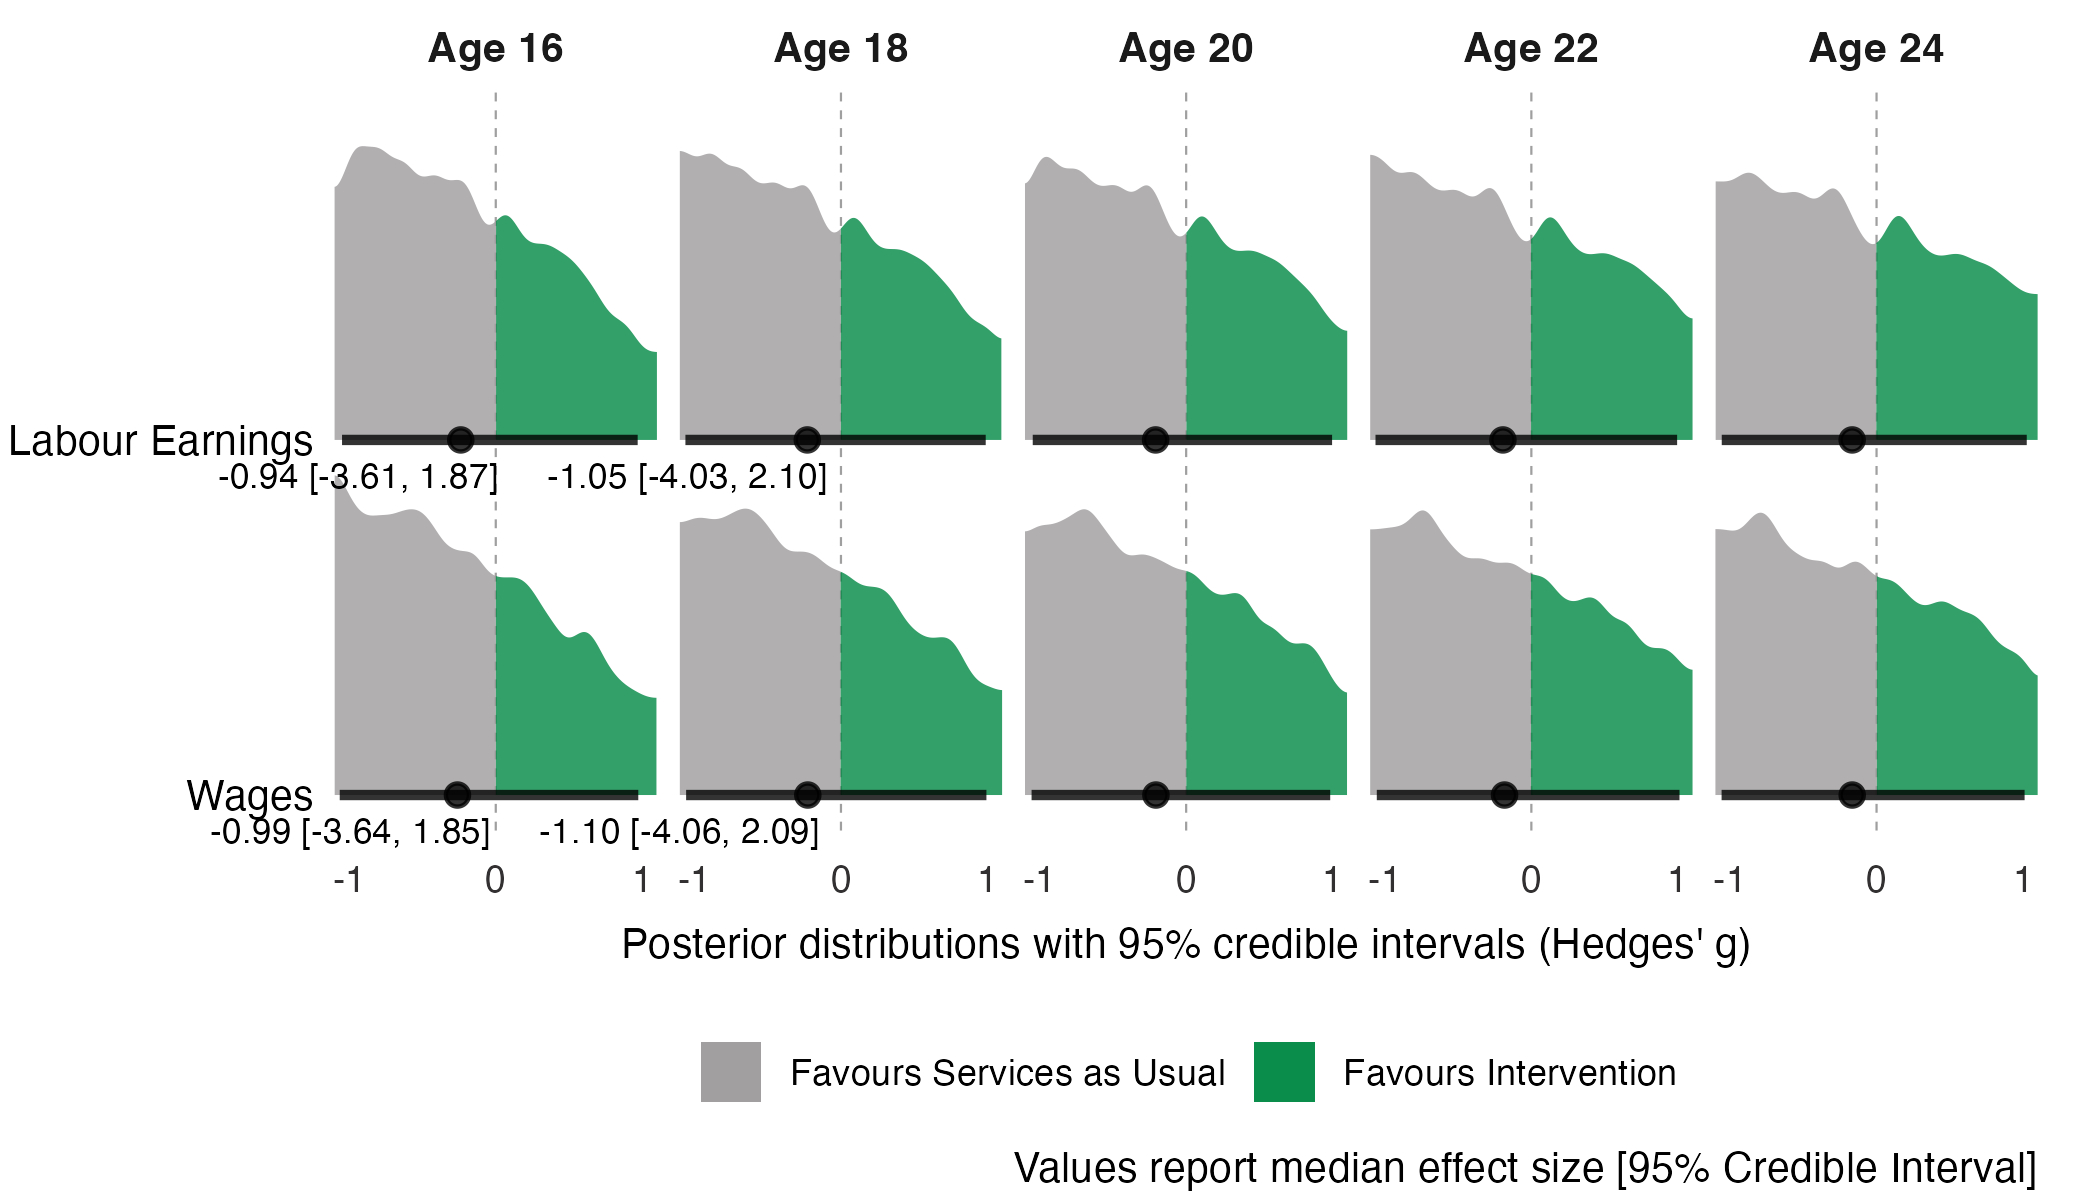 Age 16 Age 18 Age 20 Age 22 Age 24
Labour Earnings
-0.94 [-3.61, 1.87] -1.05 [-4.03, 2.10]
Wages
-0.99 [-3.64, 1.85] -1.10 [-4.06, 2.09]
-1 0 1 -1 0 1 -1 0 1 -1 0 1 -1 0 1
Posterior distributions with 95% credible intervals (Hedges' g)
Favours Services as Usual Favours Intervention
Values report median effect size [95% Credible Interval]